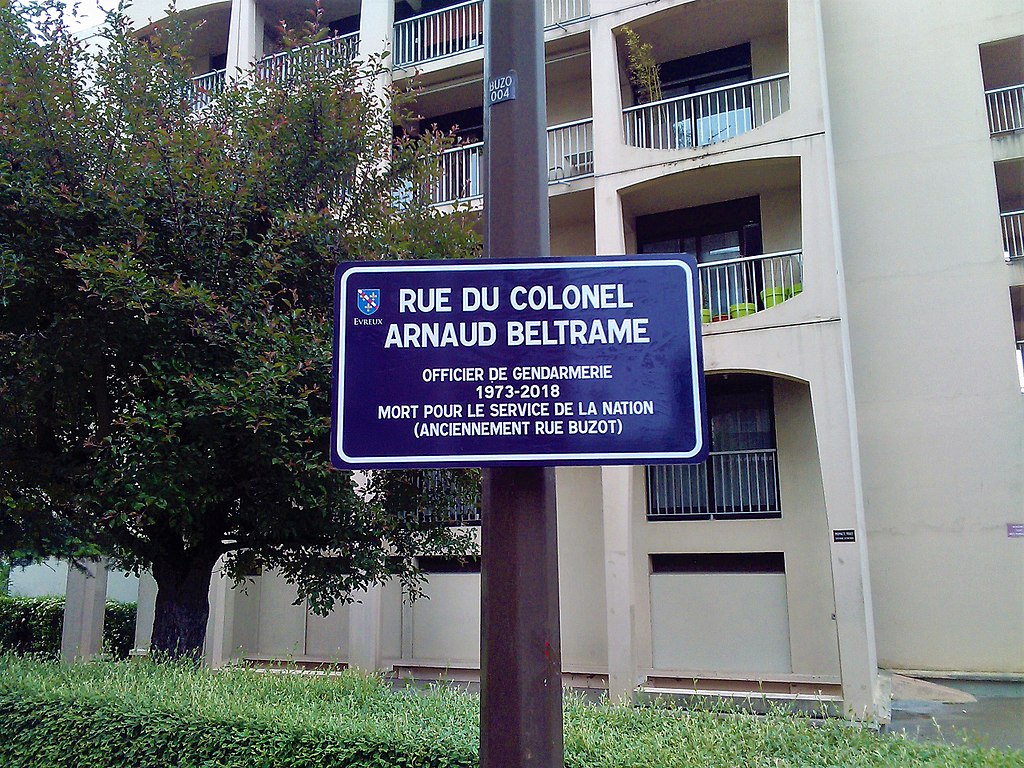 BUZO
004
RUE DU COLONEL
ARNAUD BELTRAME
EVREUX
OFFICIER DE GENDARMERIE
1973-2018
MORT POUR LE SERVICE DE LA NATION
(ANCIENNEMENT RUE BUZOT)